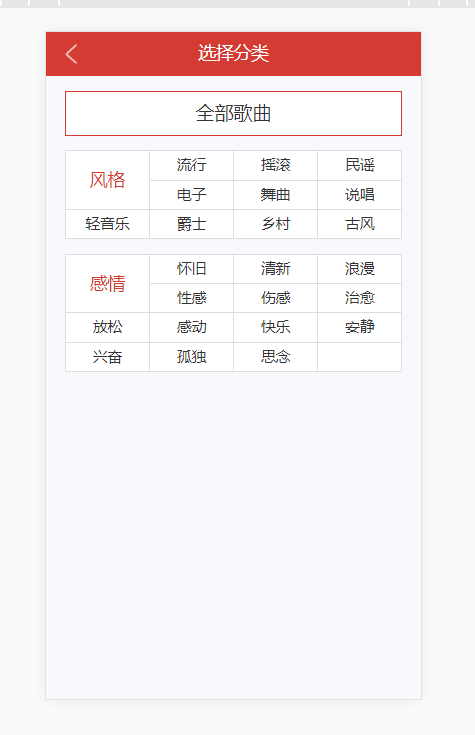 选择分类
全部歌曲
风格 流行 摇滚 民谣
电子 舞曲 说唱
轻音乐 爵士 乡村 古风
感情 怀旧 清新 浪漫
性感 伤感 治愈
放松 感动 快乐 安静
兴奋 孤独 思念